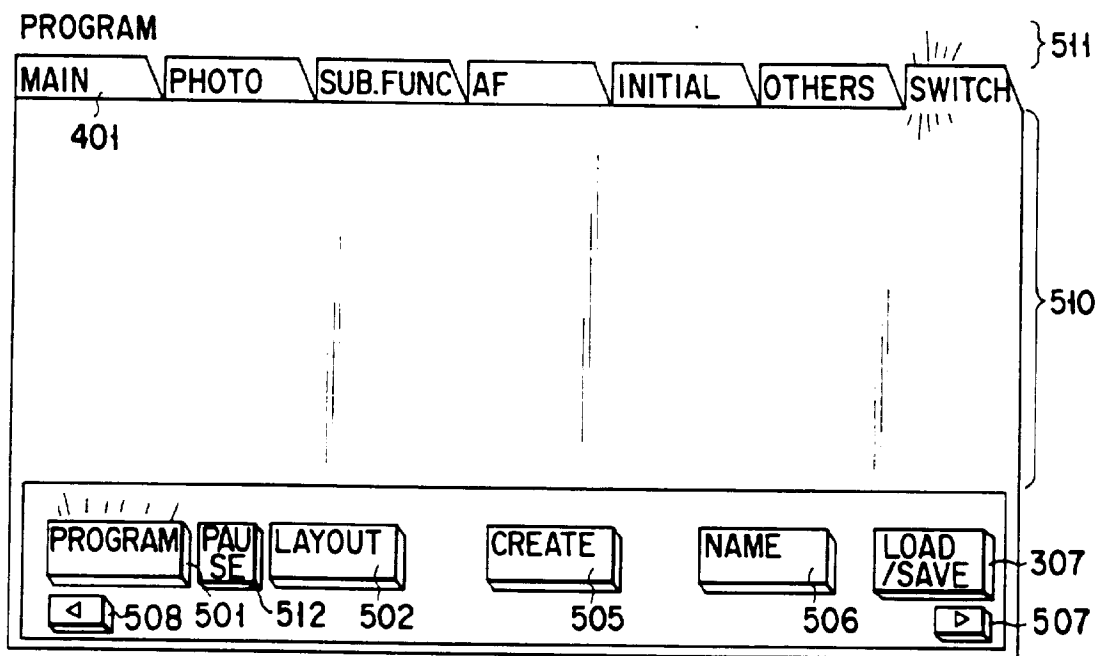 PROGRAM
511
MAIN PHOTO SUB.FUNC AF INITIAL OTHERS SWITCH
401
510
PROGRAM PAU SE LAYOUT CREATE NAME LOAD /SAVE
307
◁ 508 501 512 502 505 506 ▷ 507